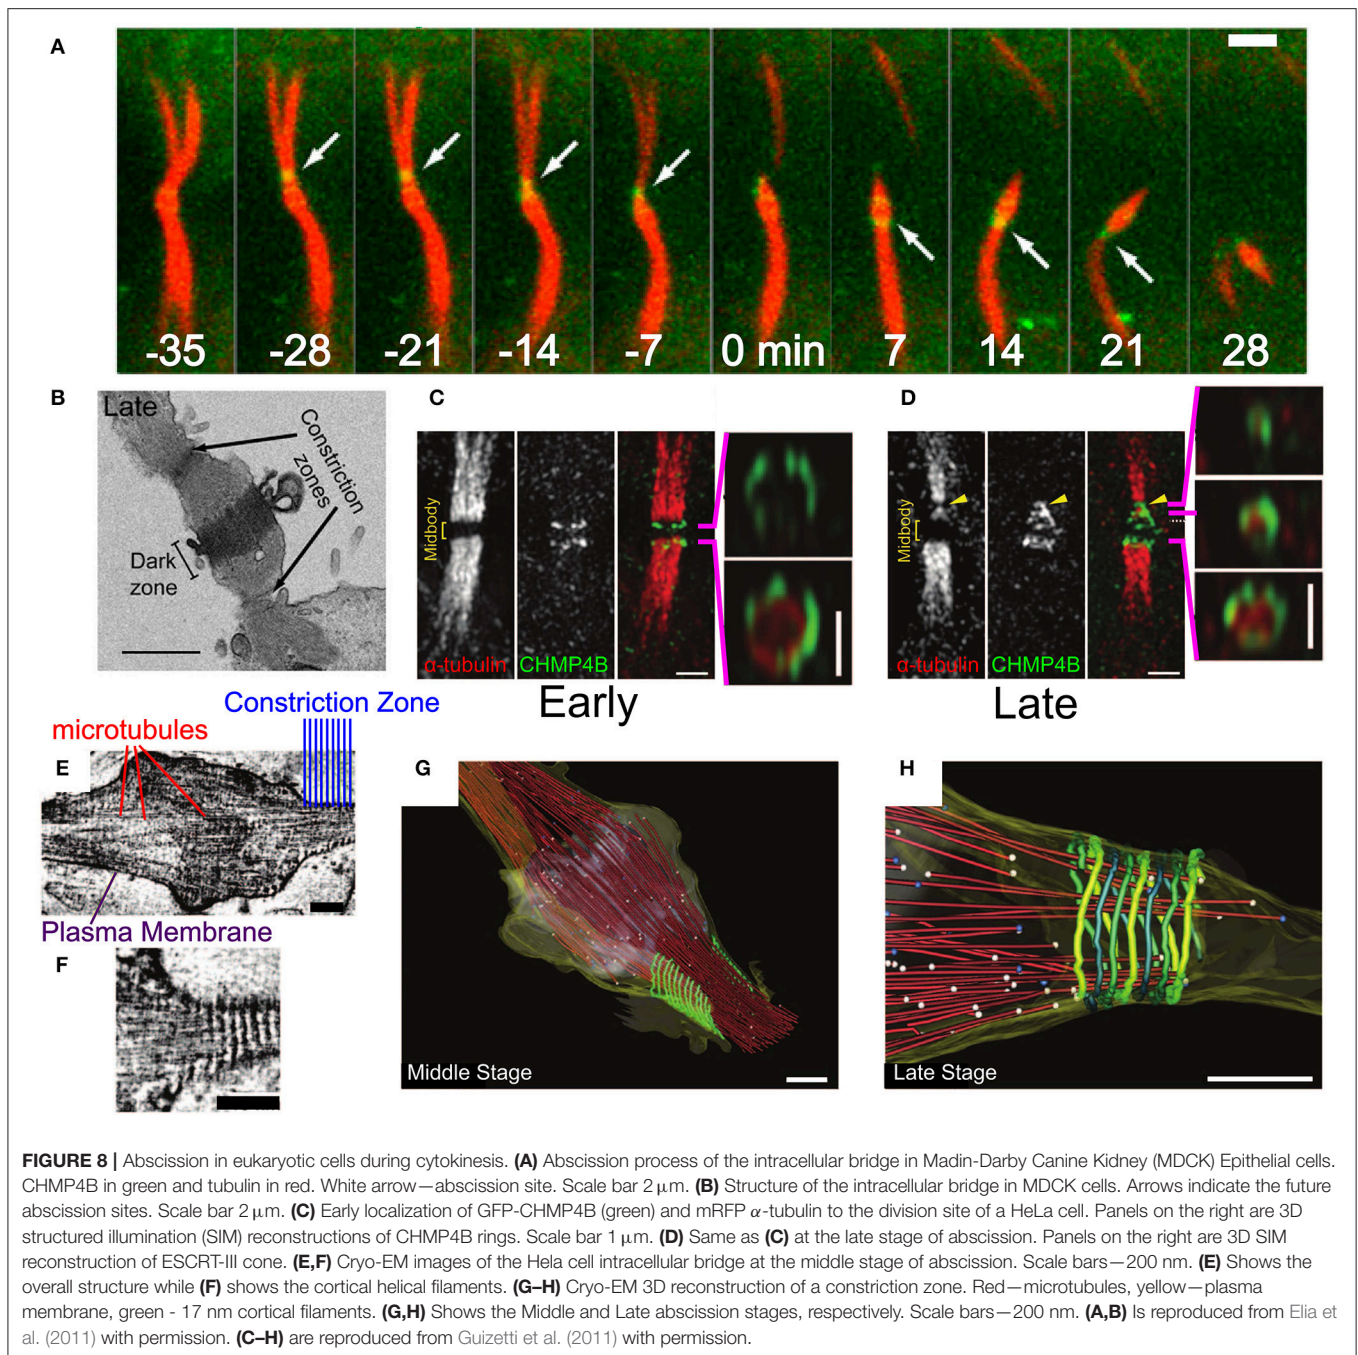 A
-35 -28 -21 -14 -7 0 min 7 14 21 28
B
Late
Constriction
zones
Dark
zone
C
Midbody
α-tubulin CHMP4B
Early
D
Midbody
α-tubulin CHMP4B
Late
Constriction Zone
microtubules
E
Plasma Membrane
F
G
Middle Stage
H
Late Stage
FIGURE 8 | Abscission in eukaryotic cells during cytokinesis. (A) Abscission process of the intracellular bridge in Madin-Darby Canine Kidney (MDCK) Epithelial cells.
CHMP4B in green and tubulin in red. White arrow—abscission site. Scale bar 2 μm. (B) Structure of the intracellular bridge in MDCK cells. Arrows indicate the future
abscission sites. Scale bar 2 μm. (C) Early localization of GFP-CHMP4B (green) and mRFP α-tubulin to the division site of a HeLa cell. Panels on the right are 3D
structured illumination (SIM) reconstructions of CHMP4B rings. Scale bar 1 μm. (D) Same as (C) at the late stage of abscission. Panels on the right are 3D SIM
reconstruction of ESCRT-III cone. (E,F) Cryo-EM images of the Hela cell intracellular bridge at the middle stage of abscission. Scale bars—200 nm. (E) Shows the
overall structure while (F) shows the cortical helical filaments. (G–H) Cryo-EM 3D reconstruction of a constriction zone. Red—microtubules, yellow—plasma
membrane, green - 17 nm cortical filaments. (G,H) Shows the Middle and Late abscission stages, respectively. Scale bars—200 nm. (A,B) Is reproduced from Elia
et al. (2011) with permission. (C–H) are reproduced from Guizetti et al. (2011) with permission.